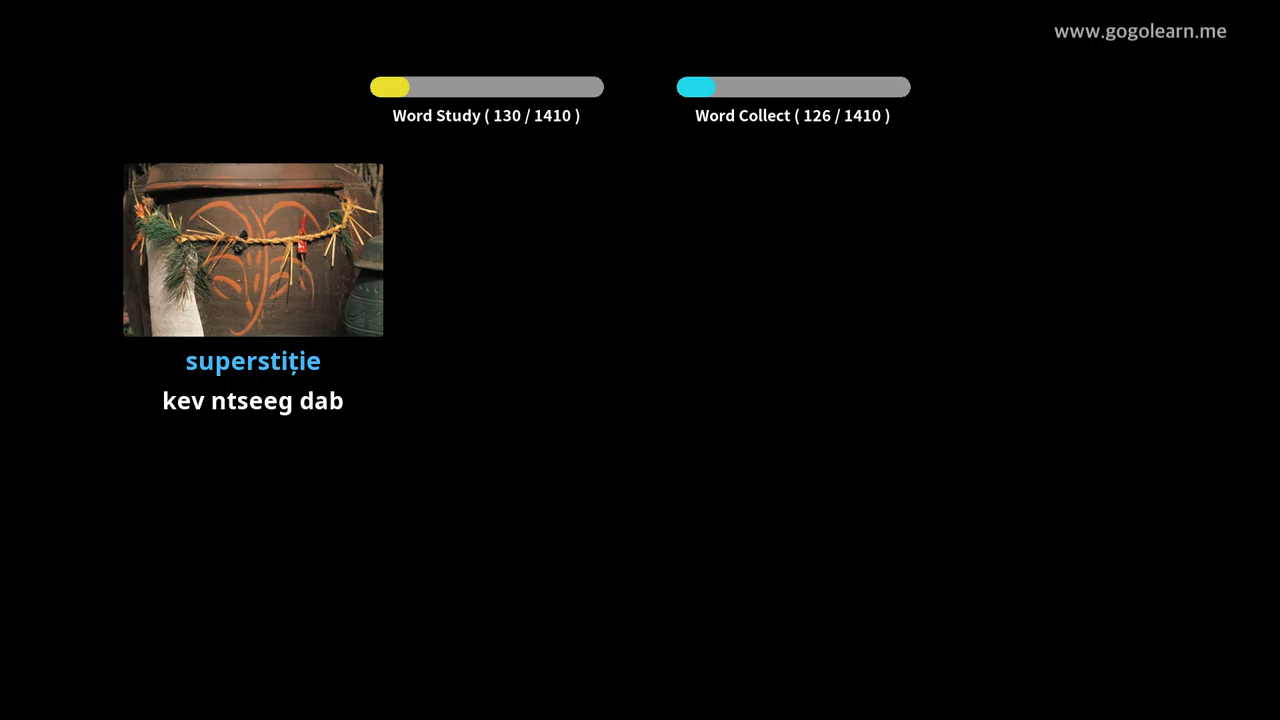 www.gogolearn.me
Word Study ( 130 / 1410 )
Word Collect ( 126 / 1410 )
superstiție
kev ntseeg dab